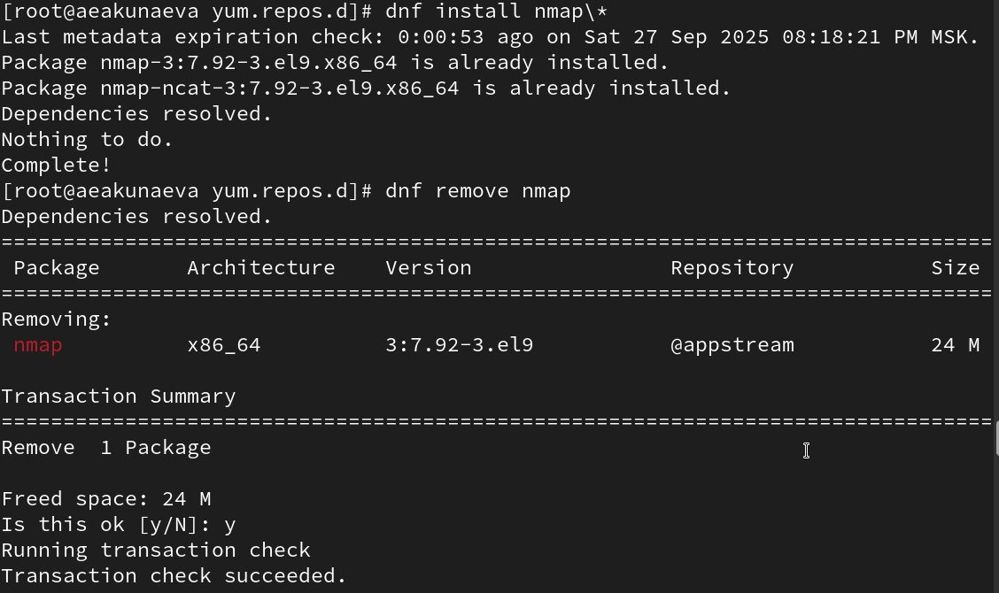 [root@aeakunaeva yum.repos.d]# dnf install nmap\*
Last metadata expiration check: 0:00:53 ago on Sat 27 Sep 2025 08:18:21 PM MSK.
Package nmap-3:7.92-3.el9.x86_64 is already installed.
Package nmap-ncat-3:7.92-3.el9.x86_64 is already installed.
Dependencies resolved.
Nothing to do.
Complete!
[root@aeakunaeva yum.repos.d]# dnf remove nmap
Dependencies resolved.
================================================================================
 Package       Architecture    Version                Repository           Size
================================================================================
Removing:
 nmap          x86_64          3:7.92-3.el9           @appstream           24 M

Transaction Summary
================================================================================
Remove  1 Package

Freed space: 24 M
Is this ok [y/N]: y
Running transaction check
Transaction check succeeded.